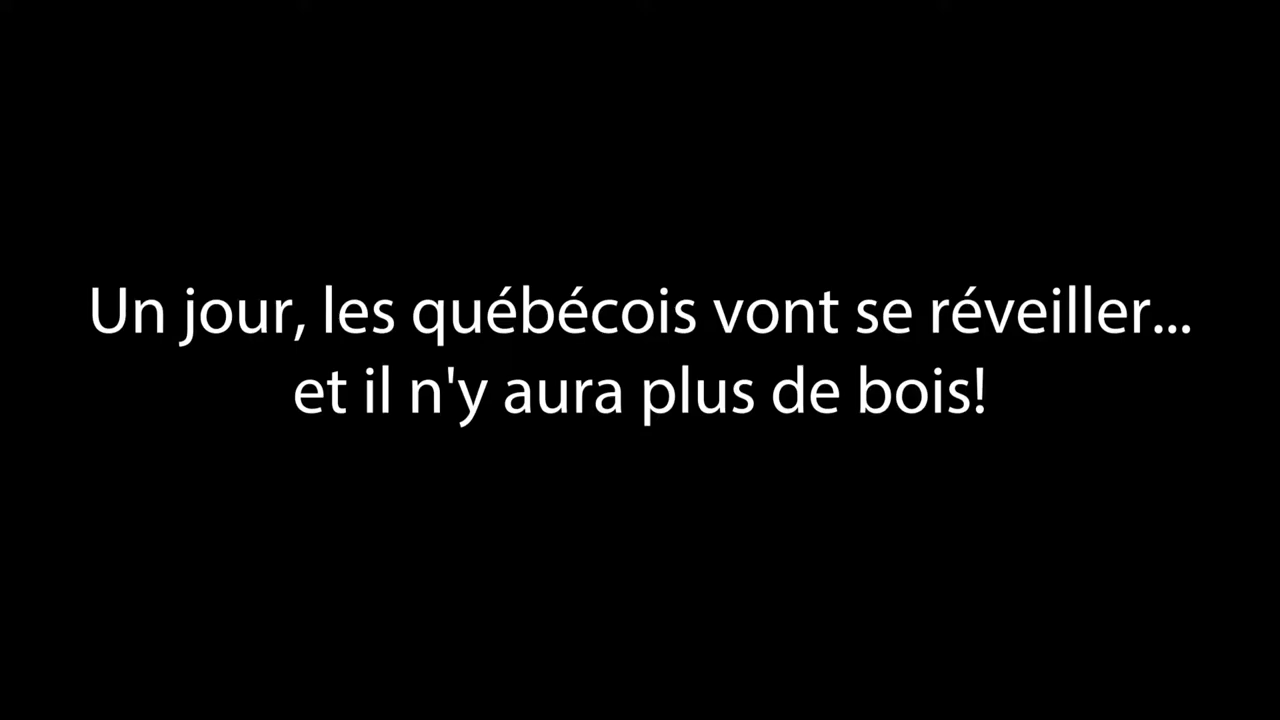 Un jour, les québécois vont se réveiller...
et il n'y aura plus de bois!